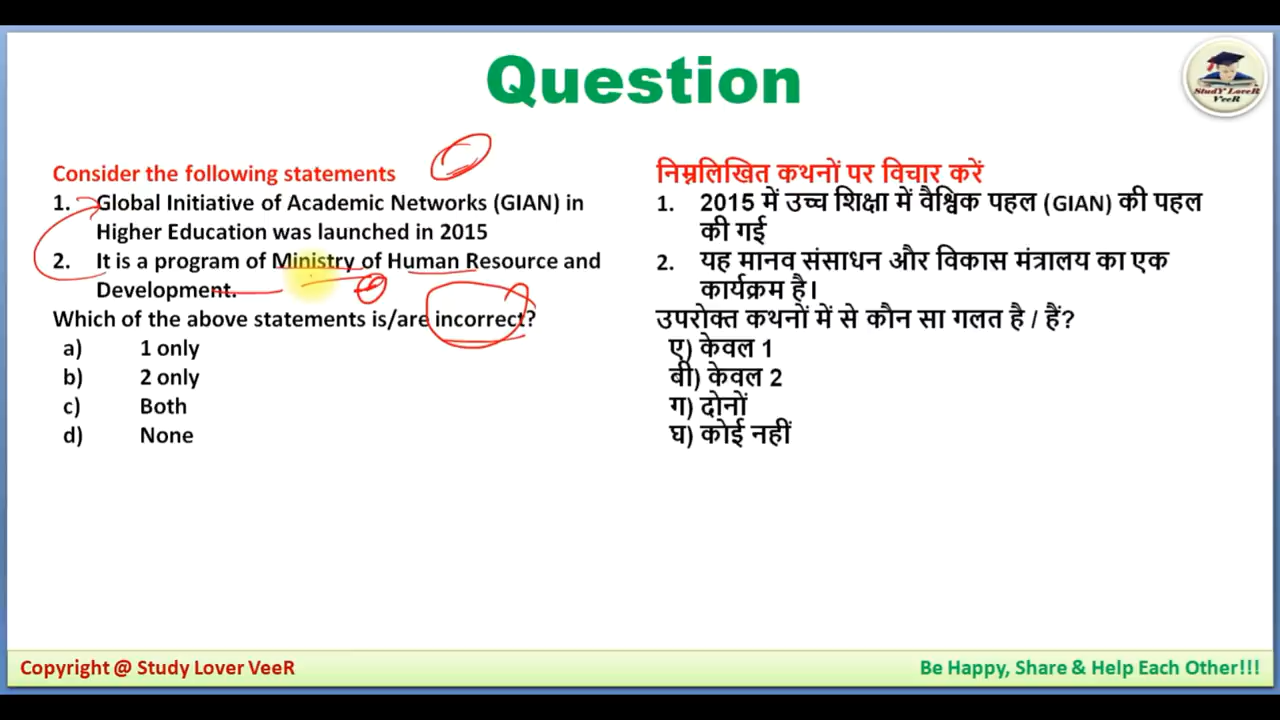 Question
StudY LoveR
VeeR
Consider the following statements
1. Global Initiative of Academic Networks (GIAN) in
Higher Education was launched in 2015
2. It is a program of Ministry of Human Resource and
Development.
Which of the above statements is/are incorrect?
a) 1 only
b) 2 only
c) Both
d) None
निम्नलिखित कथनों पर विचार करें
1. 2015 में उच्च शिक्षा में वैश्विक पहल (GIAN) की पहल
की गई
2. यह मानव संसाधन और विकास मंत्रालय का एक
कार्यक्रम है।
उपरोक्त कथनों में से कौन सा गलत है / हैं?
ए) केवल 1
बी) केवल 2
ग) दोनों
घ) कोई नहीं
Copyright @ Study Lover VeeR
Be Happy, Share & Help Each Other!!!